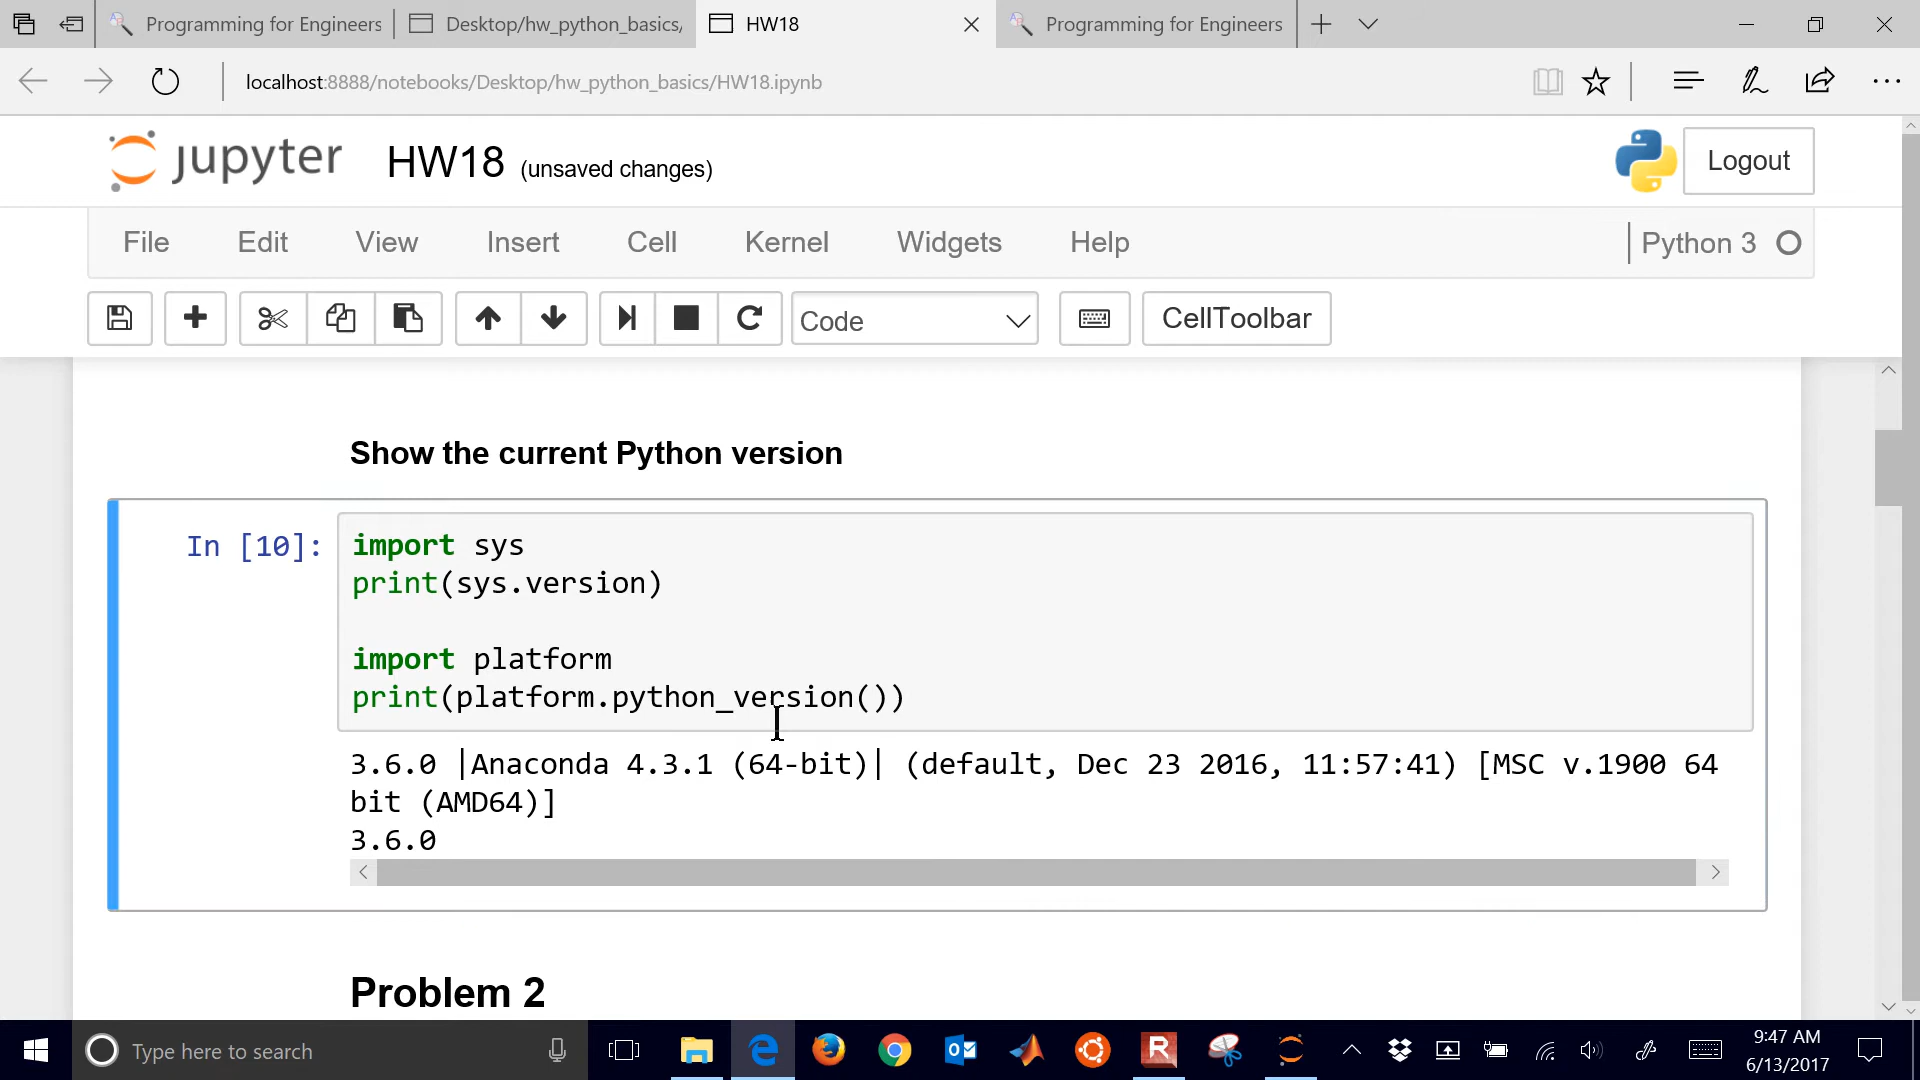 Programming for Engineers
Desktop/hw_python_basics/
HW18
Programming for Engineers
localhost:8888/notebooks/Desktop/hw_python_basics/HW18.ipynb
jupyter
HW18 (unsaved changes)
Logout
File Edit View Insert Cell Kernel Widgets Help
Python 3
Code
CellToolbar
Show the current Python version
In [10]:
import sys
print(sys.version)
import platform
print(platform.python_version())
3.6.0 |Anaconda 4.3.1 (64-bit)| (default, Dec 23 2016, 11:57:41) [MSC v.1900 64
bit (AMD64)]
3.6.0
Problem 2
Type here to search
9:47 AM
6/13/2017